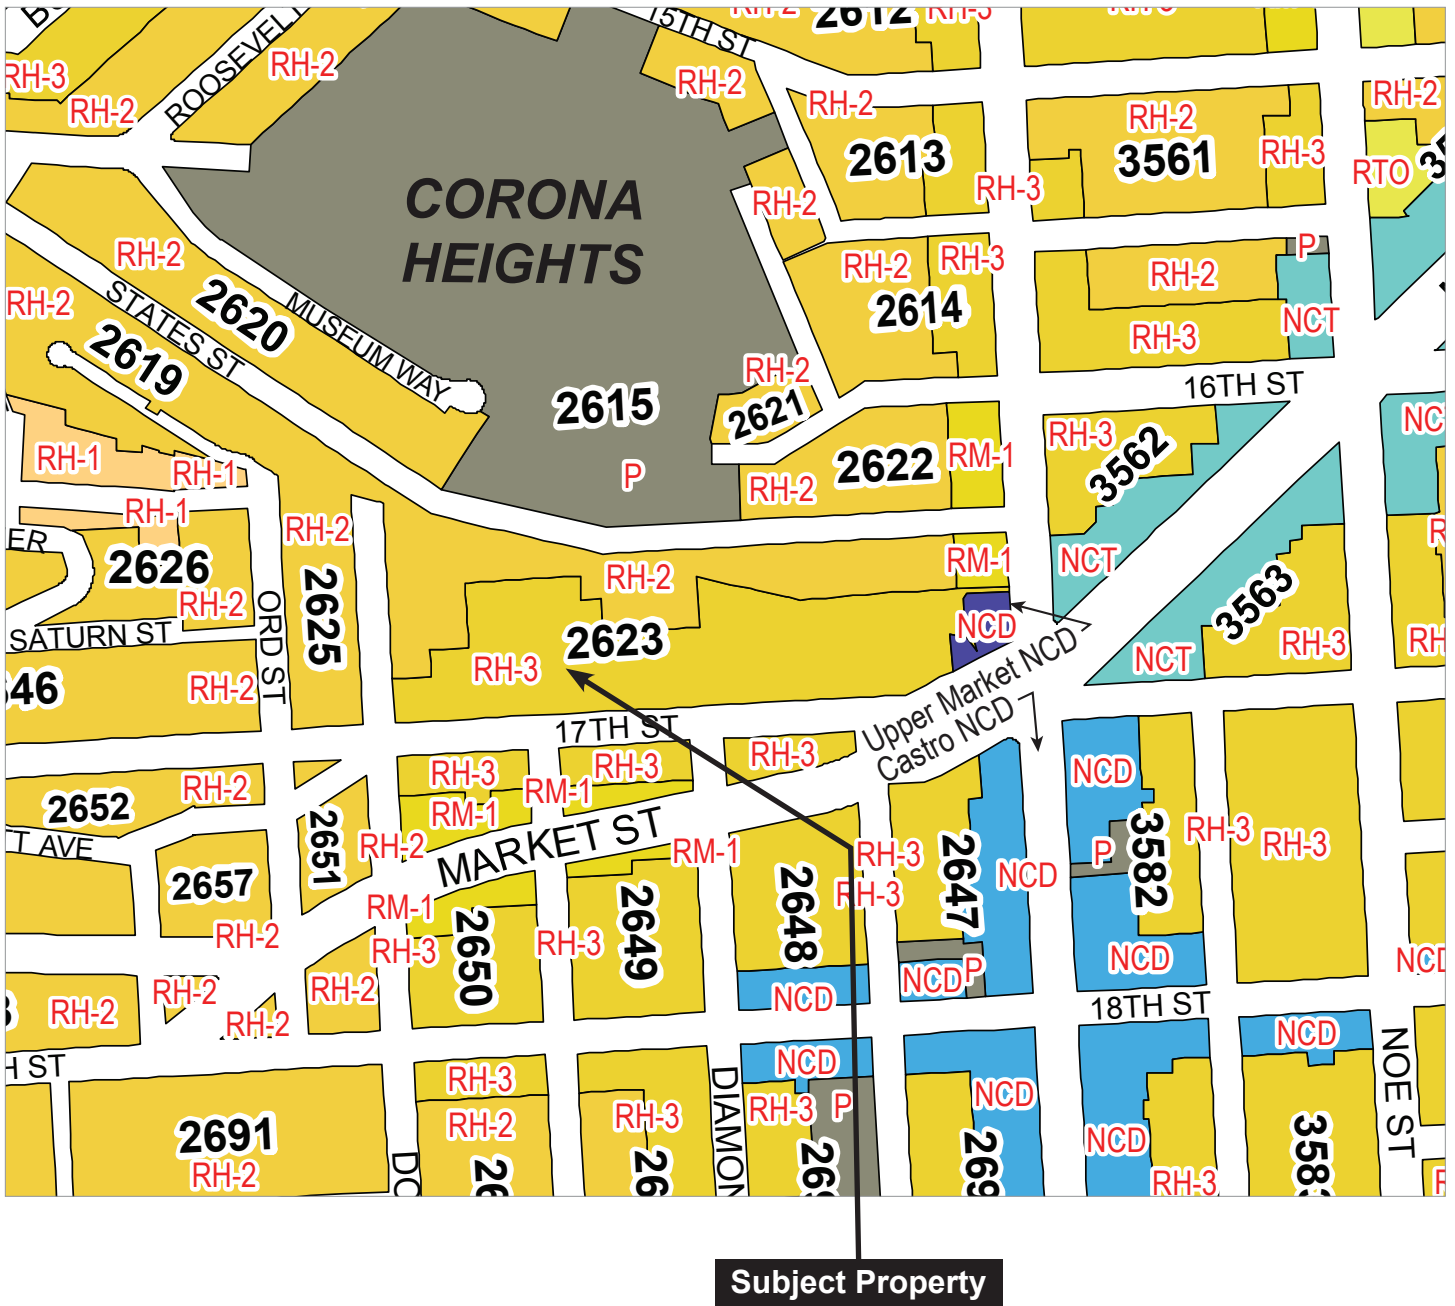 RH-2
2612
RH-3
15TH ST
RH-3
RH-2
ROOSEVELT
RH-2
RH-2
RH-2
2613
RH-3
RH-2
3561
RH-3
RH-2
RTO
CORONA
HEIGHTS
RH-2
RH-2
RH-2
STATES ST
2620
MUSEUM WAY
2619
RH-2
2614
RH-3
P
RH-2
NCT
RH-3
16TH ST
RH-2
2621
2615
P
RH-1
RH-1
RH-1
RH-2
2622
RM-1
RH-3
3562
NCT
RH-2
2626
RH-2
2625
RH-2
RM-1
NCD
3563
RH-3
NCT
SATURN ST
ORD ST
RH-2
RH-3
2623
Upper Market NCD
Castro NCD
17TH ST
RH-2
2652
RH-3
RM-1
RM-1
RH-3
RH-3
NCD
P
3582
RH-3
RH-3
2651
RH-2
MARKET ST
RM-1
2657
RH-2
RM-1
RH-3
2650
RH-3
2649
2648
RH-3
RH-3
2647
NCD
NCD
NCD
P
NCD
RH-2
RH-2
RH-2
RH-2
18TH ST
NCD
NOE ST
RH-3
RH-2
RH-3
NCD
RH-3
P
NCD
NCD
RH-3
2691
RH-2
Subject Property